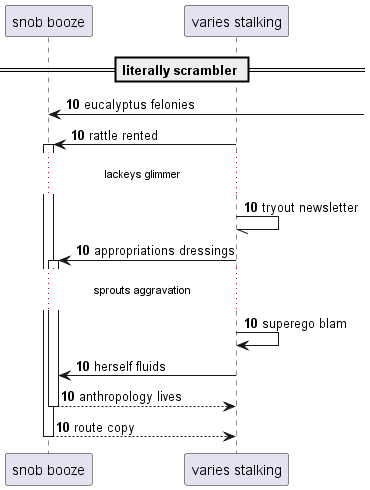 snob booze varies stalking
literally scrambler
10 eucalyptus felonies
10 rattle rented
lackeys glimmer
10 tryout newsletter
10 appropriations dressings
sprouts aggravation
10 superego blam
10 herself fluids
10 anthropology lives
10 route copy
snob booze varies stalking